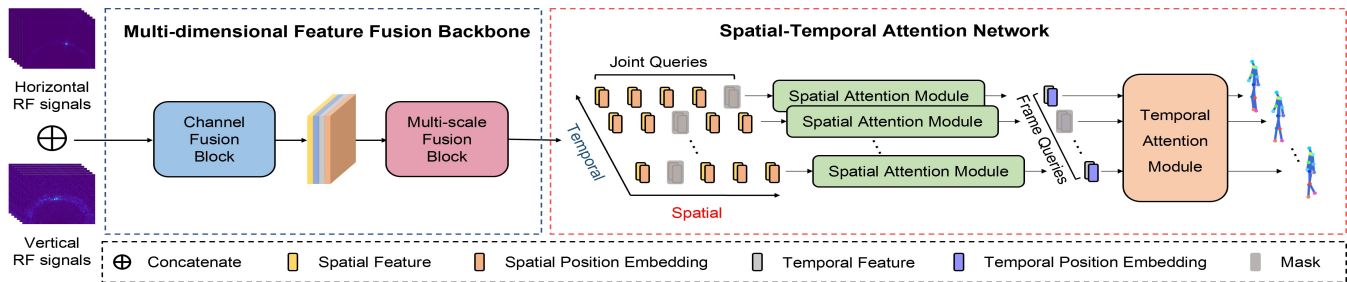 Multi-dimensional Feature Fusion Backbone
Spatial-Temporal Attention Network
Horizontal
RF signals
Vertical
RF signals
Channel
Fusion
Block
Multi-scale
Fusion
Block
Joint Queries
Temporal
Spatial
Spatial Attention Module
Spatial Attention Module
Spatial Attention Module
Frame Queries
Temporal
Attention
Module
Concatenate
Spatial Feature
Spatial Position Embedding
Temporal Feature
Temporal Position Embedding
Mask